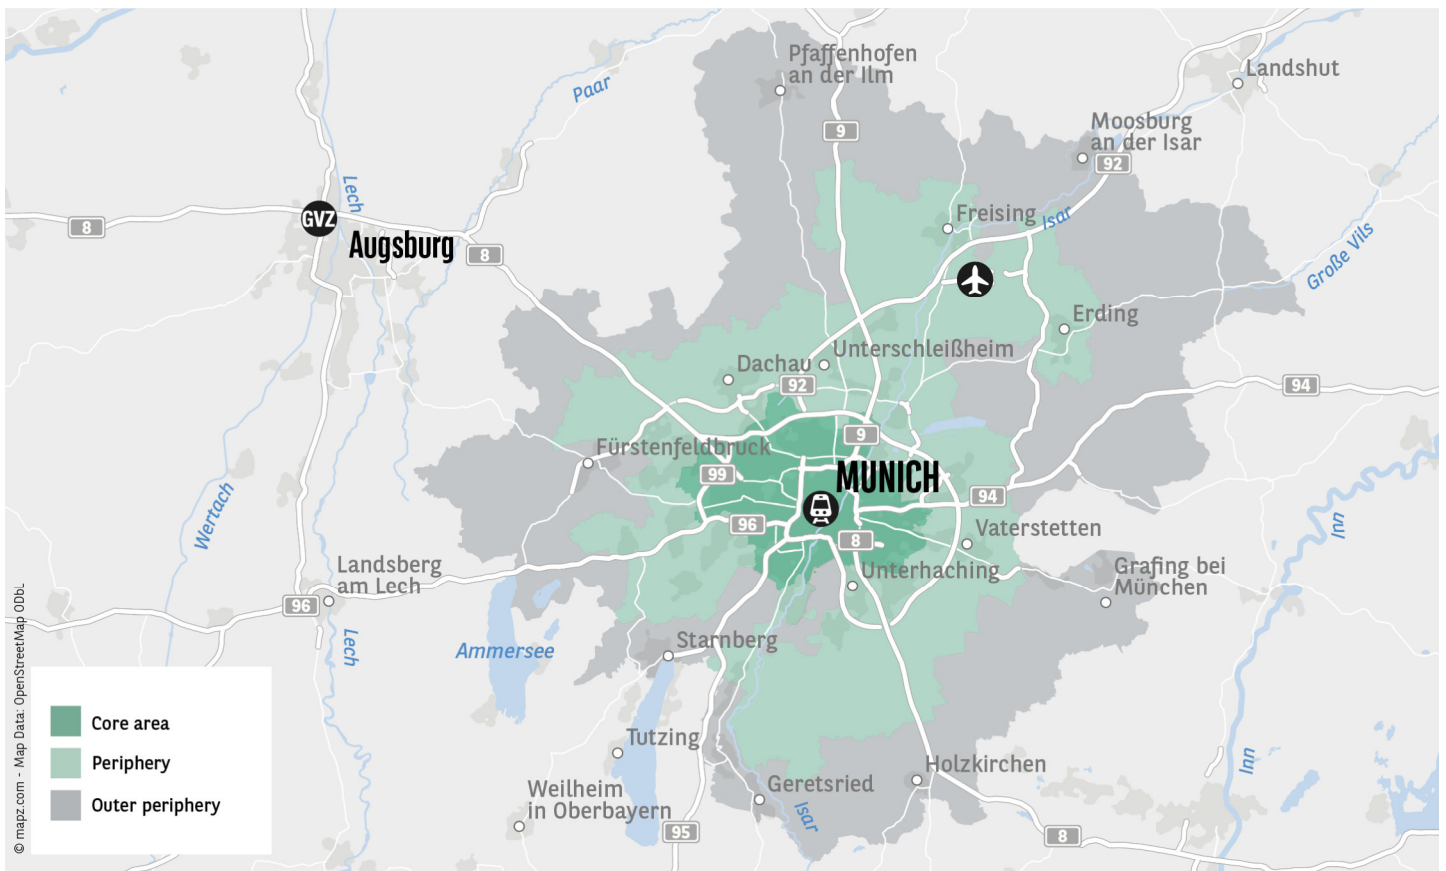 Pfaffenhofen
an der Ilm
Landshut
Paar
Moosburg
an der Isar
9
92
Lech
GVZ
Augsburg
8
8
Freising
Isar
Große Vils
Erding
Unterschleißheim
Dachau
92
94
9
Fürstenfeldbruck
99
MUNICH
94
96
8
Vaterstetten
Wertach
Inn
Landsberg
am Lech
96
Unterhaching
Grafing bei
München
Lech
Ammersee
Starnberg
Core area
Periphery
Outer periphery
Tutzing
Weilheim
in Oberbayern
Geretsried
Holzkirchen
Isar
95
8
Inn
© mapz.com - Map Data: OpenStreetMap ODbL